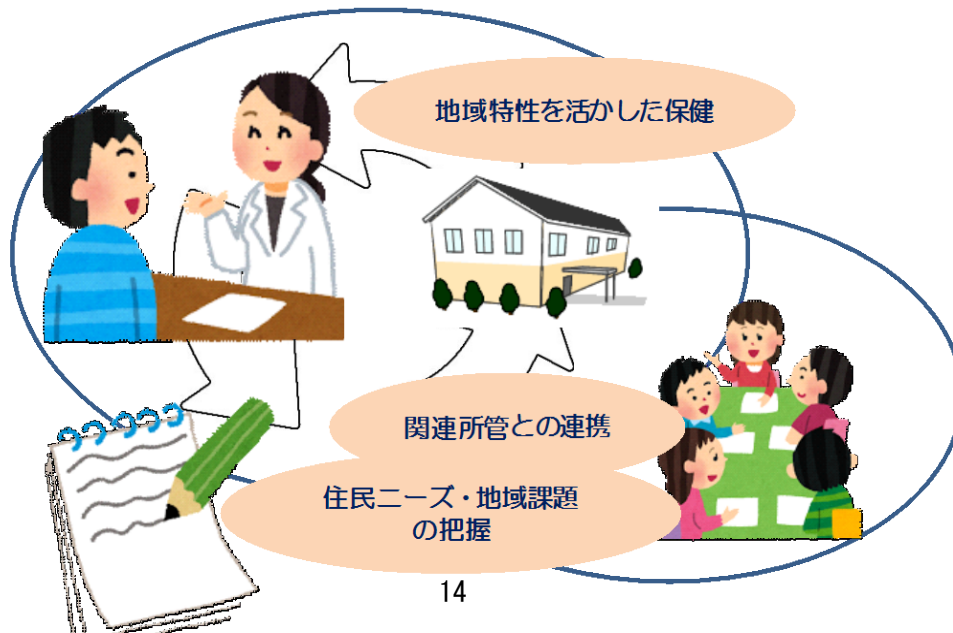 地域特性を活かした保健
関連所管との連携
住民ニーズ・地域課題
の把握
14